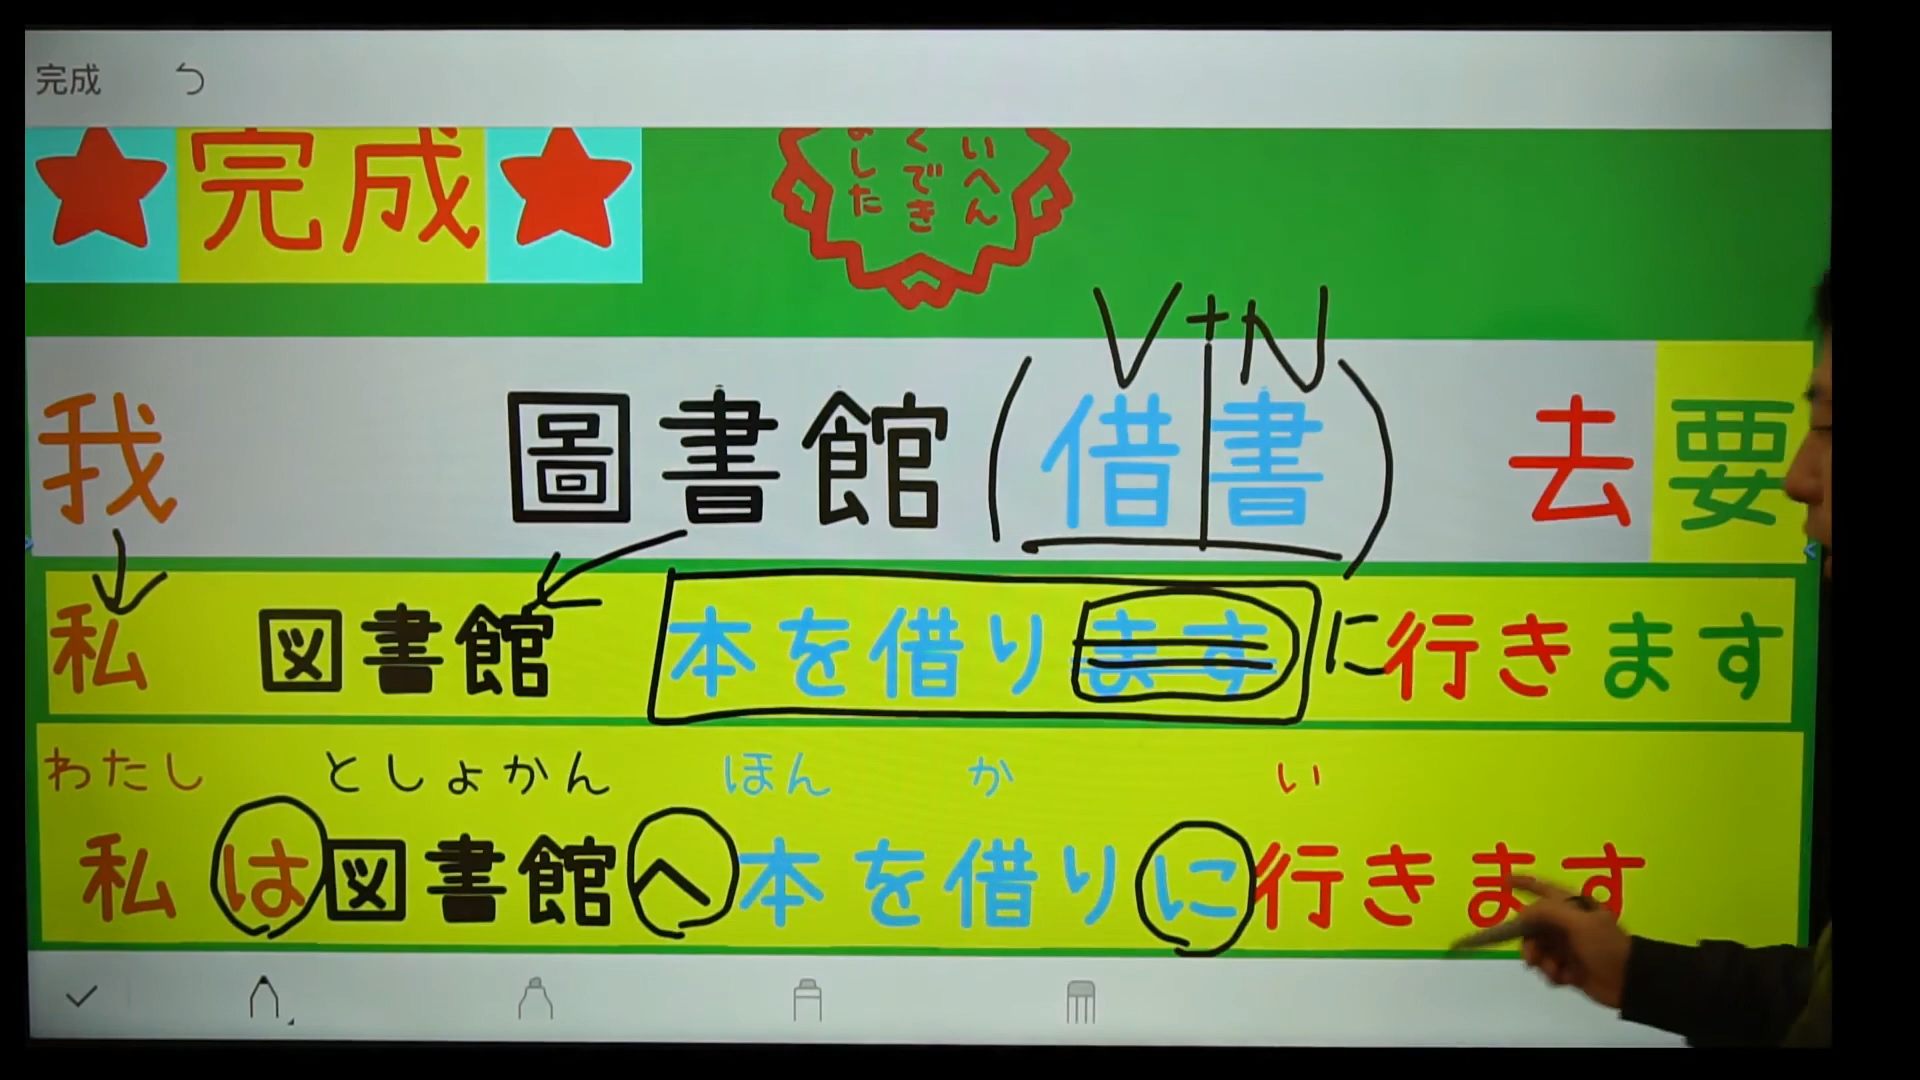 完成
完成
いへん
くでき
ました
V+N
我 圖書館(借書) 去要
私 図書館 本を借りますに行きます
わたし としょかん ほん か い
私は図書館へ本を借りに行きます